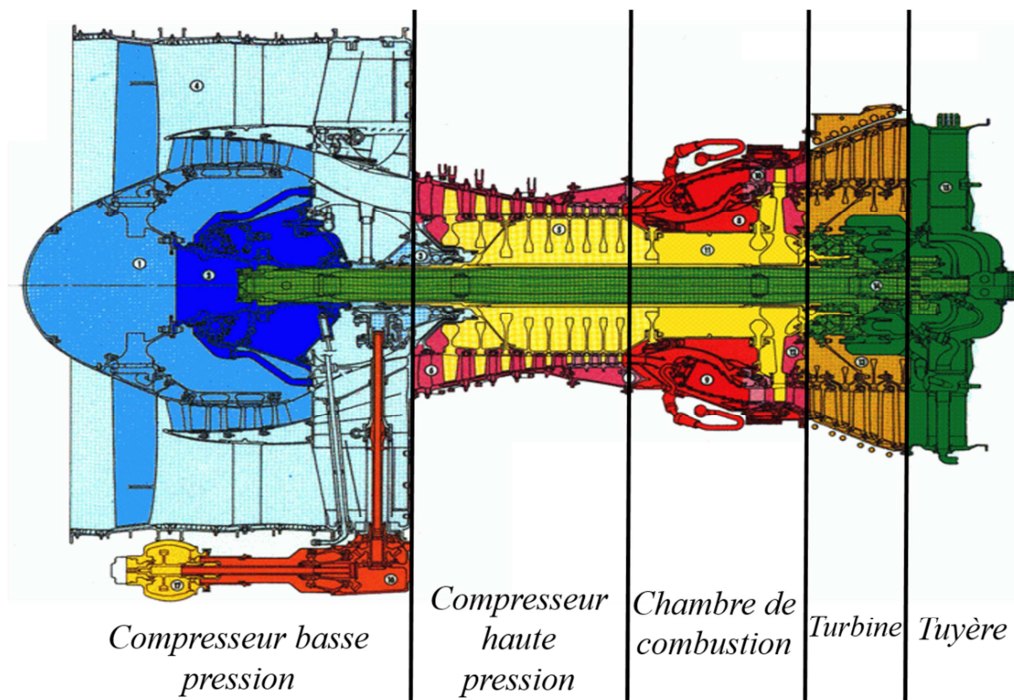 Compresseur basse
pression
Compresseur
haute
pression
Chambre de
combustion
Turbine
Tuyère